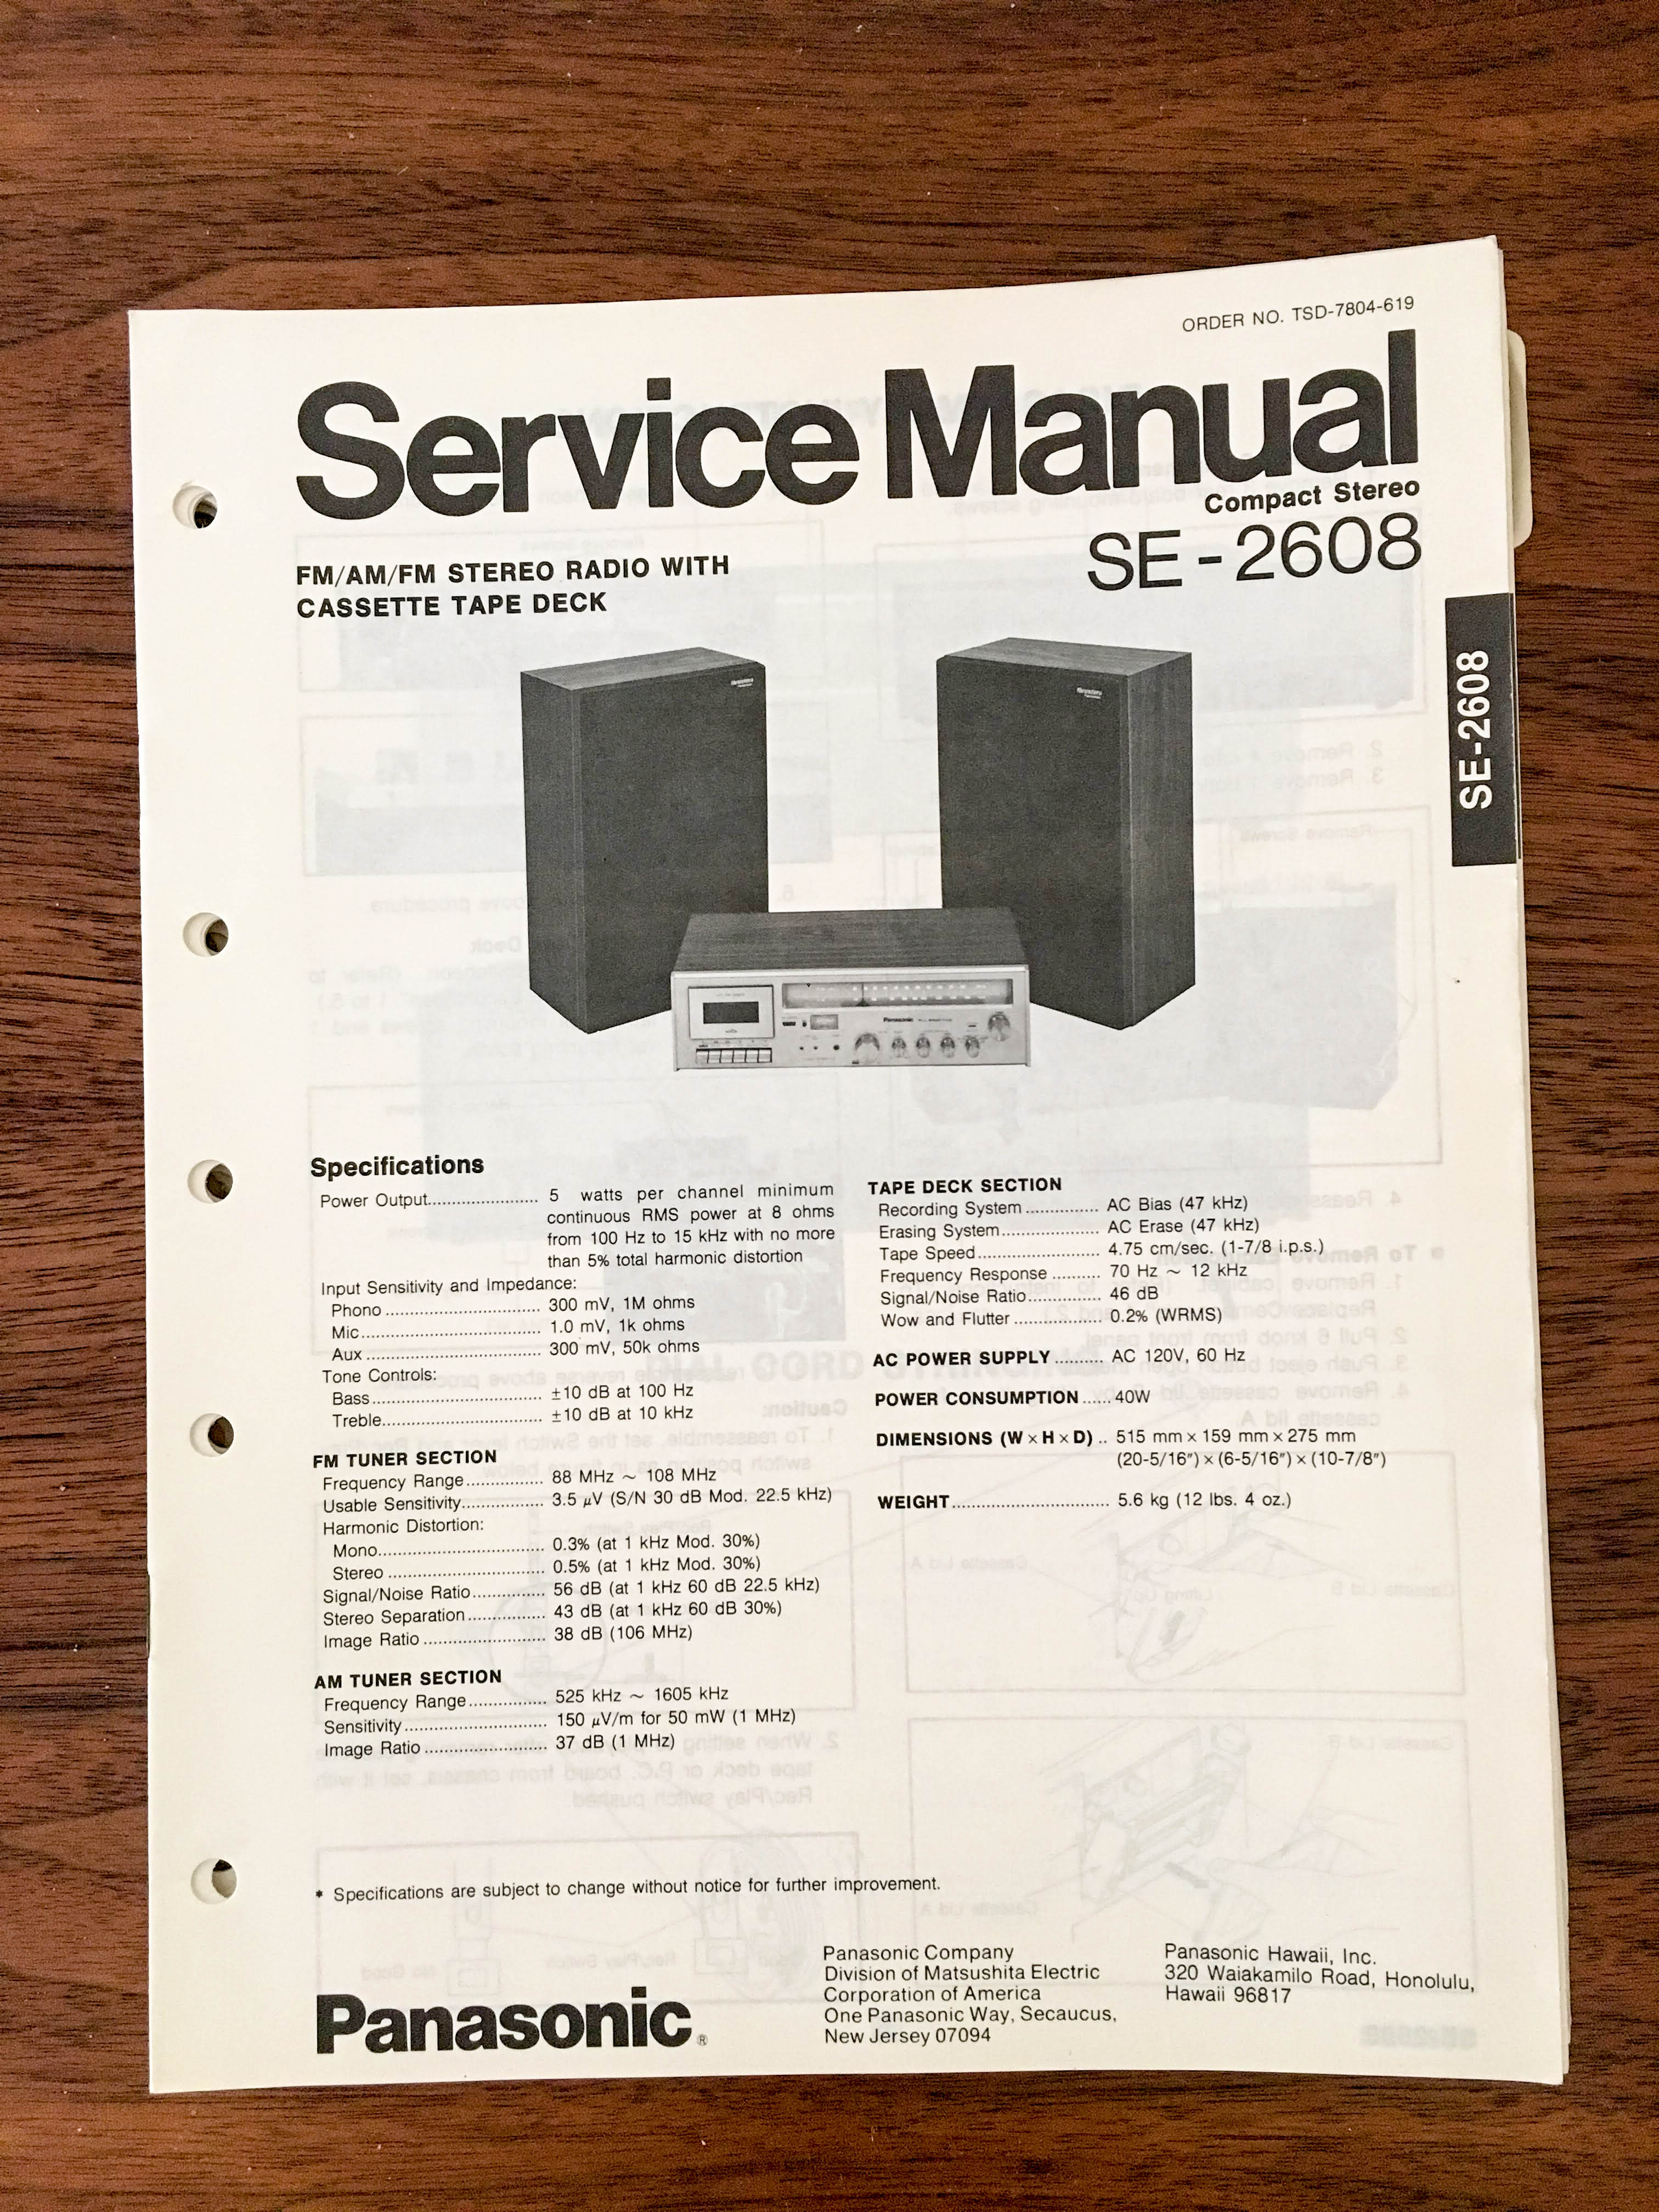 ORDER NO. TSD-7804-619
Service Manual
Compact Stereo
SE-2608
FM/AM/FM STEREO RADIO WITH
CASSETTE TAPE DECK
SE-2608
Panasonic
Specifications
Power Output....................... 5 watts per channel minimum
continuous RMS power at 8 ohms
from 100 Hz to 15 kHz with no more
than 5% total harmonic distortion
Input Sensitivity and Impedance:
Phono ................................ 300 mV, 1M ohms
Mic..................................... 1.0 mV, 1k ohms
Aux .................................... 300 mV, 50k ohms
Tone Controls:
Bass................................... ±10 dB at 100 Hz
Treble................................. ±10 dB at 10 kHz
FM TUNER SECTION
Frequency Range................ 88 MHz ~ 108 MHz
Usable Sensitivity................. 3.5 μV (S/N 30 dB Mod. 22.5 kHz)
Harmonic Distortion:
Mono.................................. 0.3% (at 1 kHz Mod. 30%)
Stereo ................................ 0.5% (at 1 kHz Mod. 30%)
Signal/Noise Ratio............... 56 dB (at 1 kHz 60 dB 22.5 kHz)
Stereo Separation................ 43 dB (at 1 kHz 60 dB 30%)
Image Ratio ......................... 38 dB (106 MHz)
AM TUNER SECTION
Frequency Range................ 525 kHz ~ 1605 kHz
Sensitivity............................. 150 μV/m for 50 mW (1 MHz)
Image Ratio ......................... 37 dB (1 MHz)
TAPE DECK SECTION
Recording System ............... AC Bias (47 kHz)
Erasing System.................... AC Erase (47 kHz)
Tape Speed......................... 4.75 cm/sec. (1-7/8 i.p.s.)
Frequency Response .......... 70 Hz ~ 12 kHz
Signal/Noise Ratio............... 46 dB
Wow and Flutter .................. 0.2% (WRMS)
AC POWER SUPPLY .......... AC 120V, 60 Hz
POWER CONSUMPTION ...... 40W
DIMENSIONS (W×H×D) .. 515 mm×159 mm×275 mm
(20-5/16″)×(6-5/16″)×(10-7/8″)
WEIGHT................................ 5.6 kg (12 lbs. 4 oz.)
* Specifications are subject to change without notice for further improvement.
Panasonic®
Panasonic Company
Division of Matsushita Electric
Corporation of America
One Panasonic Way, Secaucus,
New Jersey 07094
Panasonic Hawaii, Inc.
320 Waiakamilo Road, Honolulu,
Hawaii 96817